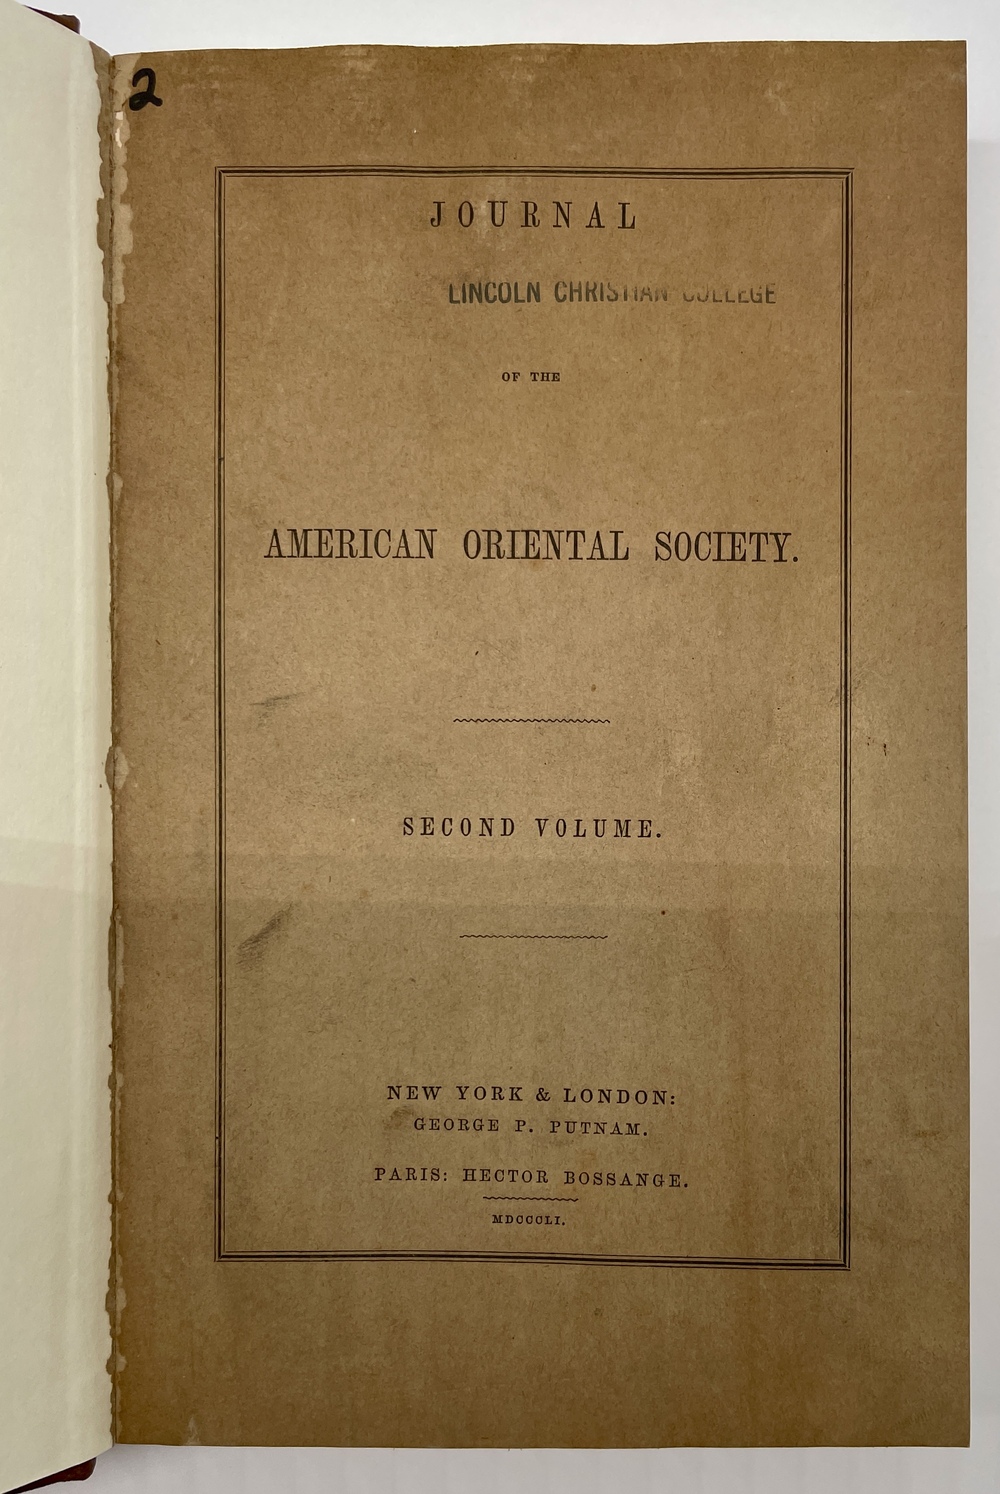 2
JOURNAL
LINCOLN CHRISTIAN COLLEGE
OF THE
AMERICAN ORIENTAL SOCIETY.
SECOND VOLUME.
NEW YORK & LONDON:
GEORGE P. PUTNAM.
PARIS: HECTOR BOSSANGE.
MDCCCLI.